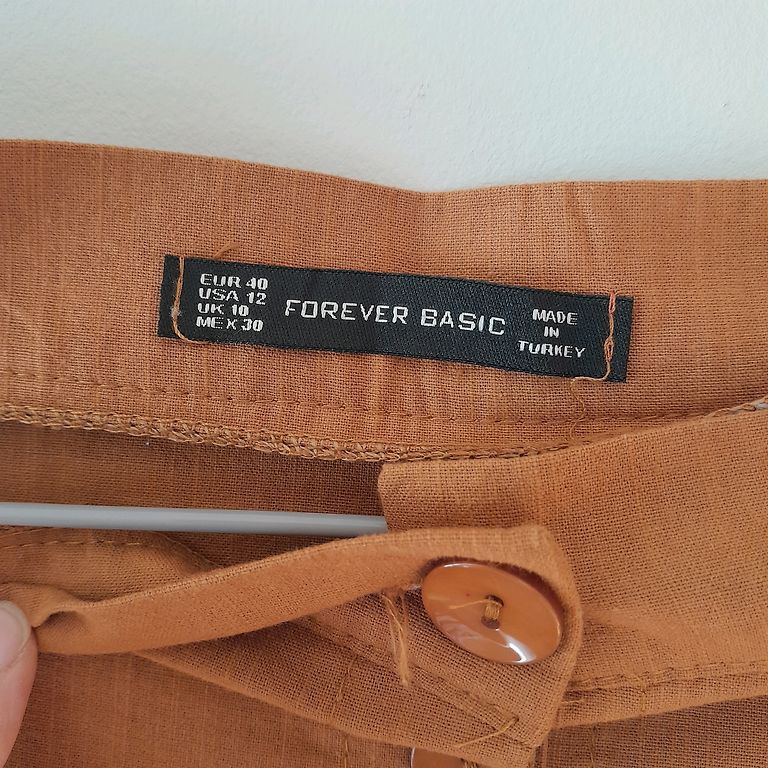 EUR 40
USA 12
UK 10
MEX 30
FOREVER BASIC
MADE
IN
TURKEY